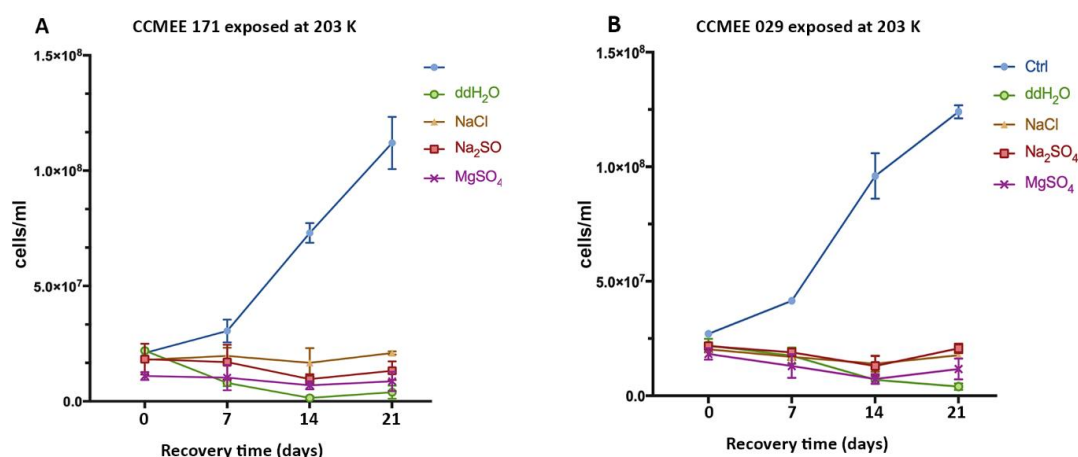 A
CCMEE 171 exposed at 203 K
1.5×10⁸
1.0×10⁸
5.0×10⁷
0.0
cells/ml
0 7 14 21
Recovery time (days)
ddH₂O
NaCl
Na₂SO
MgSO₄
B
CCMEE 029 exposed at 203 K
1.5×10⁸
1.0×10⁸
5.0×10⁷
0.0
cells/ml
0 7 14 21
Recovery time (days)
Ctrl
ddH₂O
NaCl
Na₂SO₄
MgSO₄